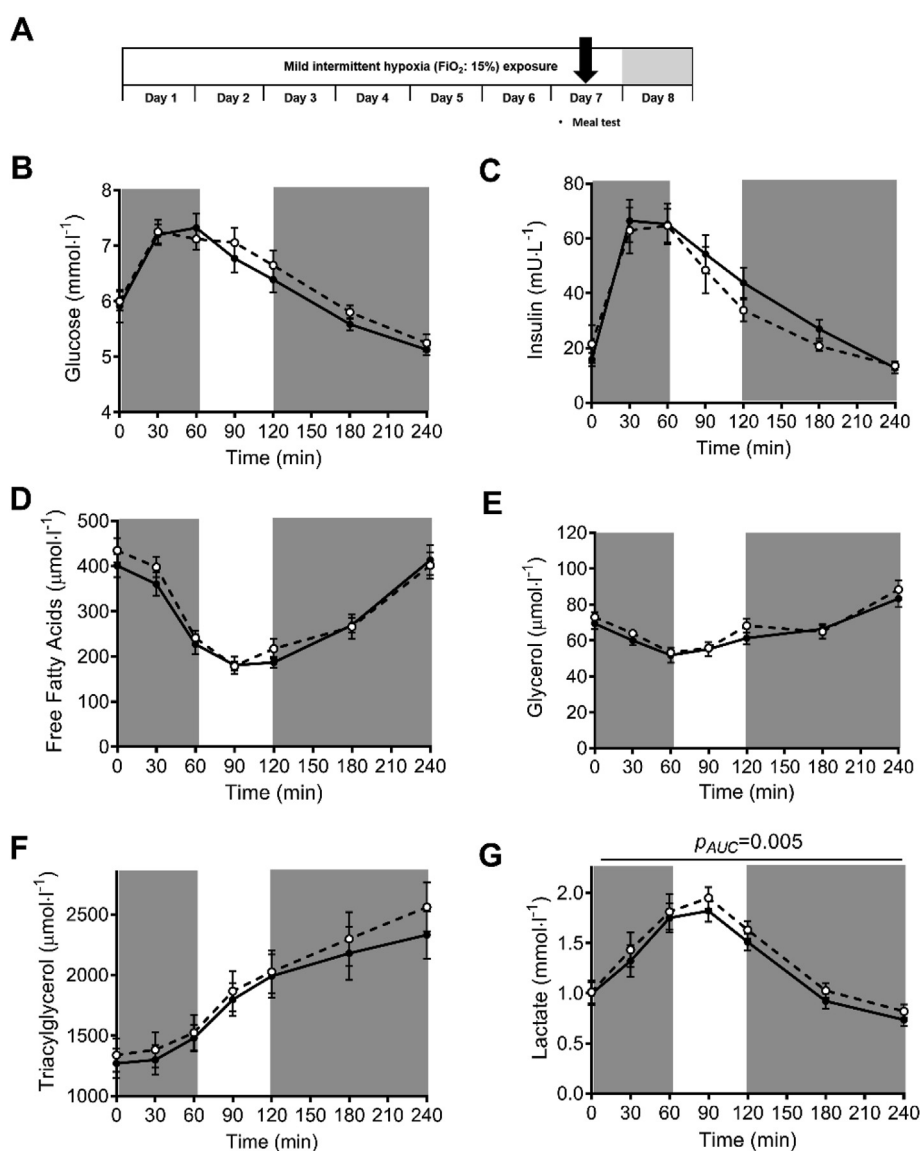 A
Mild intermittent hypoxia (FiO₂: 15%) exposure
Day 1 Day 2 Day 3 Day 4 Day 5 Day 6 Day 7 Day 8
• Meal test
B
Glucose (mmol·l⁻¹)
8
7
6
5
4
0 30 60 90 120 150 180 210 240
Time (min)
C
Insulin (mU·L⁻¹)
80
60
40
20
0
0 30 60 90 120 150 180 210 240
Time (min)
D
Free Fatty Acids (μmol·l⁻¹)
500
400
300
200
100
0
0 30 60 90 120 150 180 210 240
Time (min)
E
Glycerol (μmol·l⁻¹)
120
100
80
60
40
20
0
0 30 60 90 120 150 180 210 240
Time (min)
F
Triacylglycerol (μmol·l⁻¹)
2500
2000
1500
1000
0 30 60 90 120 150 180 210 240
Time (min)
G
pAUC=0.005
Lactate (mmol·l⁻¹)
2.0
1.5
1.0
0.5
0.0
0 30 60 90 120 150 180 210 240
Time (min)